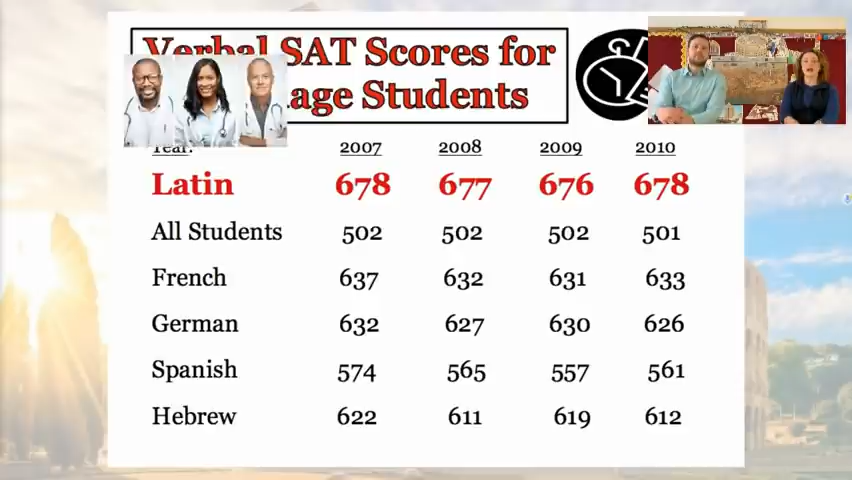 Verbal SAT Scores for
age Students
Year: 2007 2008 2009 2010
Latin 678 677 676 678
All Students 502 502 502 501
French 637 632 631 633
German 632 627 630 626
Spanish 574 565 557 561
Hebrew 622 611 619 612